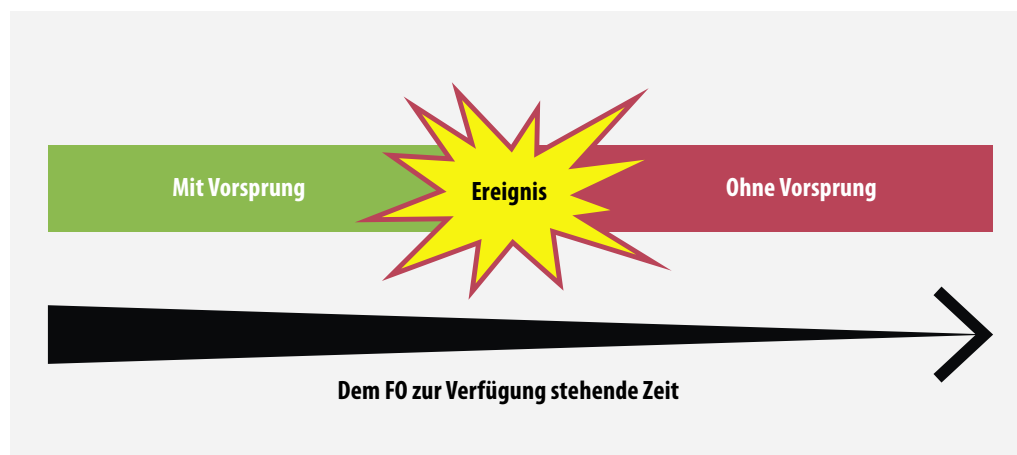 Mit Vorsprung
Ereignis
Ohne Vorsprung
Dem FO zur Verfügung stehende Zeit